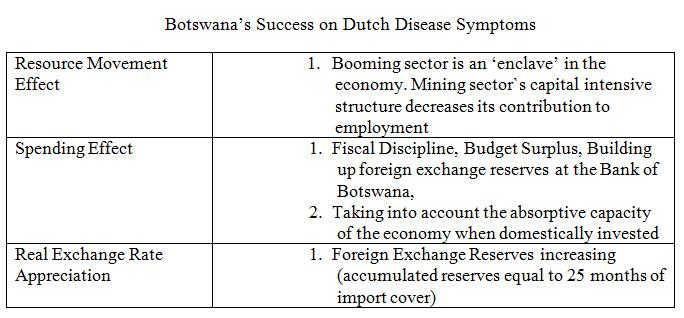 Botswana's Success on Dutch Disease Symptoms
Resource Movement
Effect
1. Booming sector is an 'enclave' in the
economy. Mining sector`s capital intensive
structure decreases its contribution to
employment
Spending Effect
1. Fiscal Discipline, Budget Surplus, Building
up foreign exchange reserves at the Bank of
Botswana,
2. Taking into account the absorptive capacity
of the economy when domestically invested
Real Exchange Rate
Appreciation
1. Foreign Exchange Reserves increasing
(accumulated reserves equal to 25 months of
import cover)